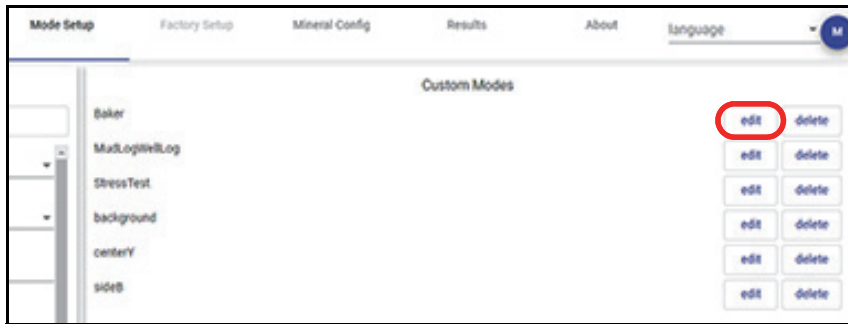 Mode Setup Factory Setup Mineral Config Results About language M
Custom Modes
Baker edit delete
MudLogWellLog edit delete
StressTest edit delete
background edit delete
centerY edit delete
sideB edit delete